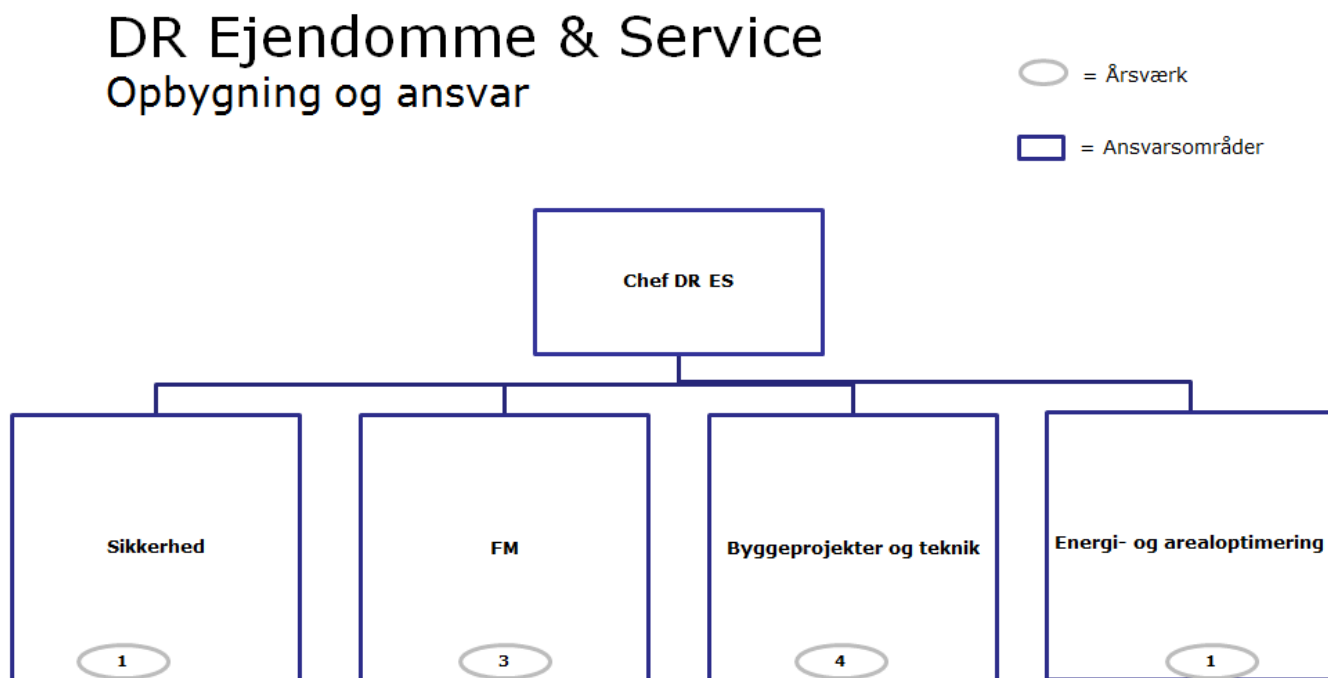 DR Ejendomme & Service
Opbygning og ansvar
= Årsværk
= Ansvarsområder
Chef DR ES
Sikkerhed
FM
Byggeprojekter og teknik
Energi- og arealoptimering
1
3
4
1